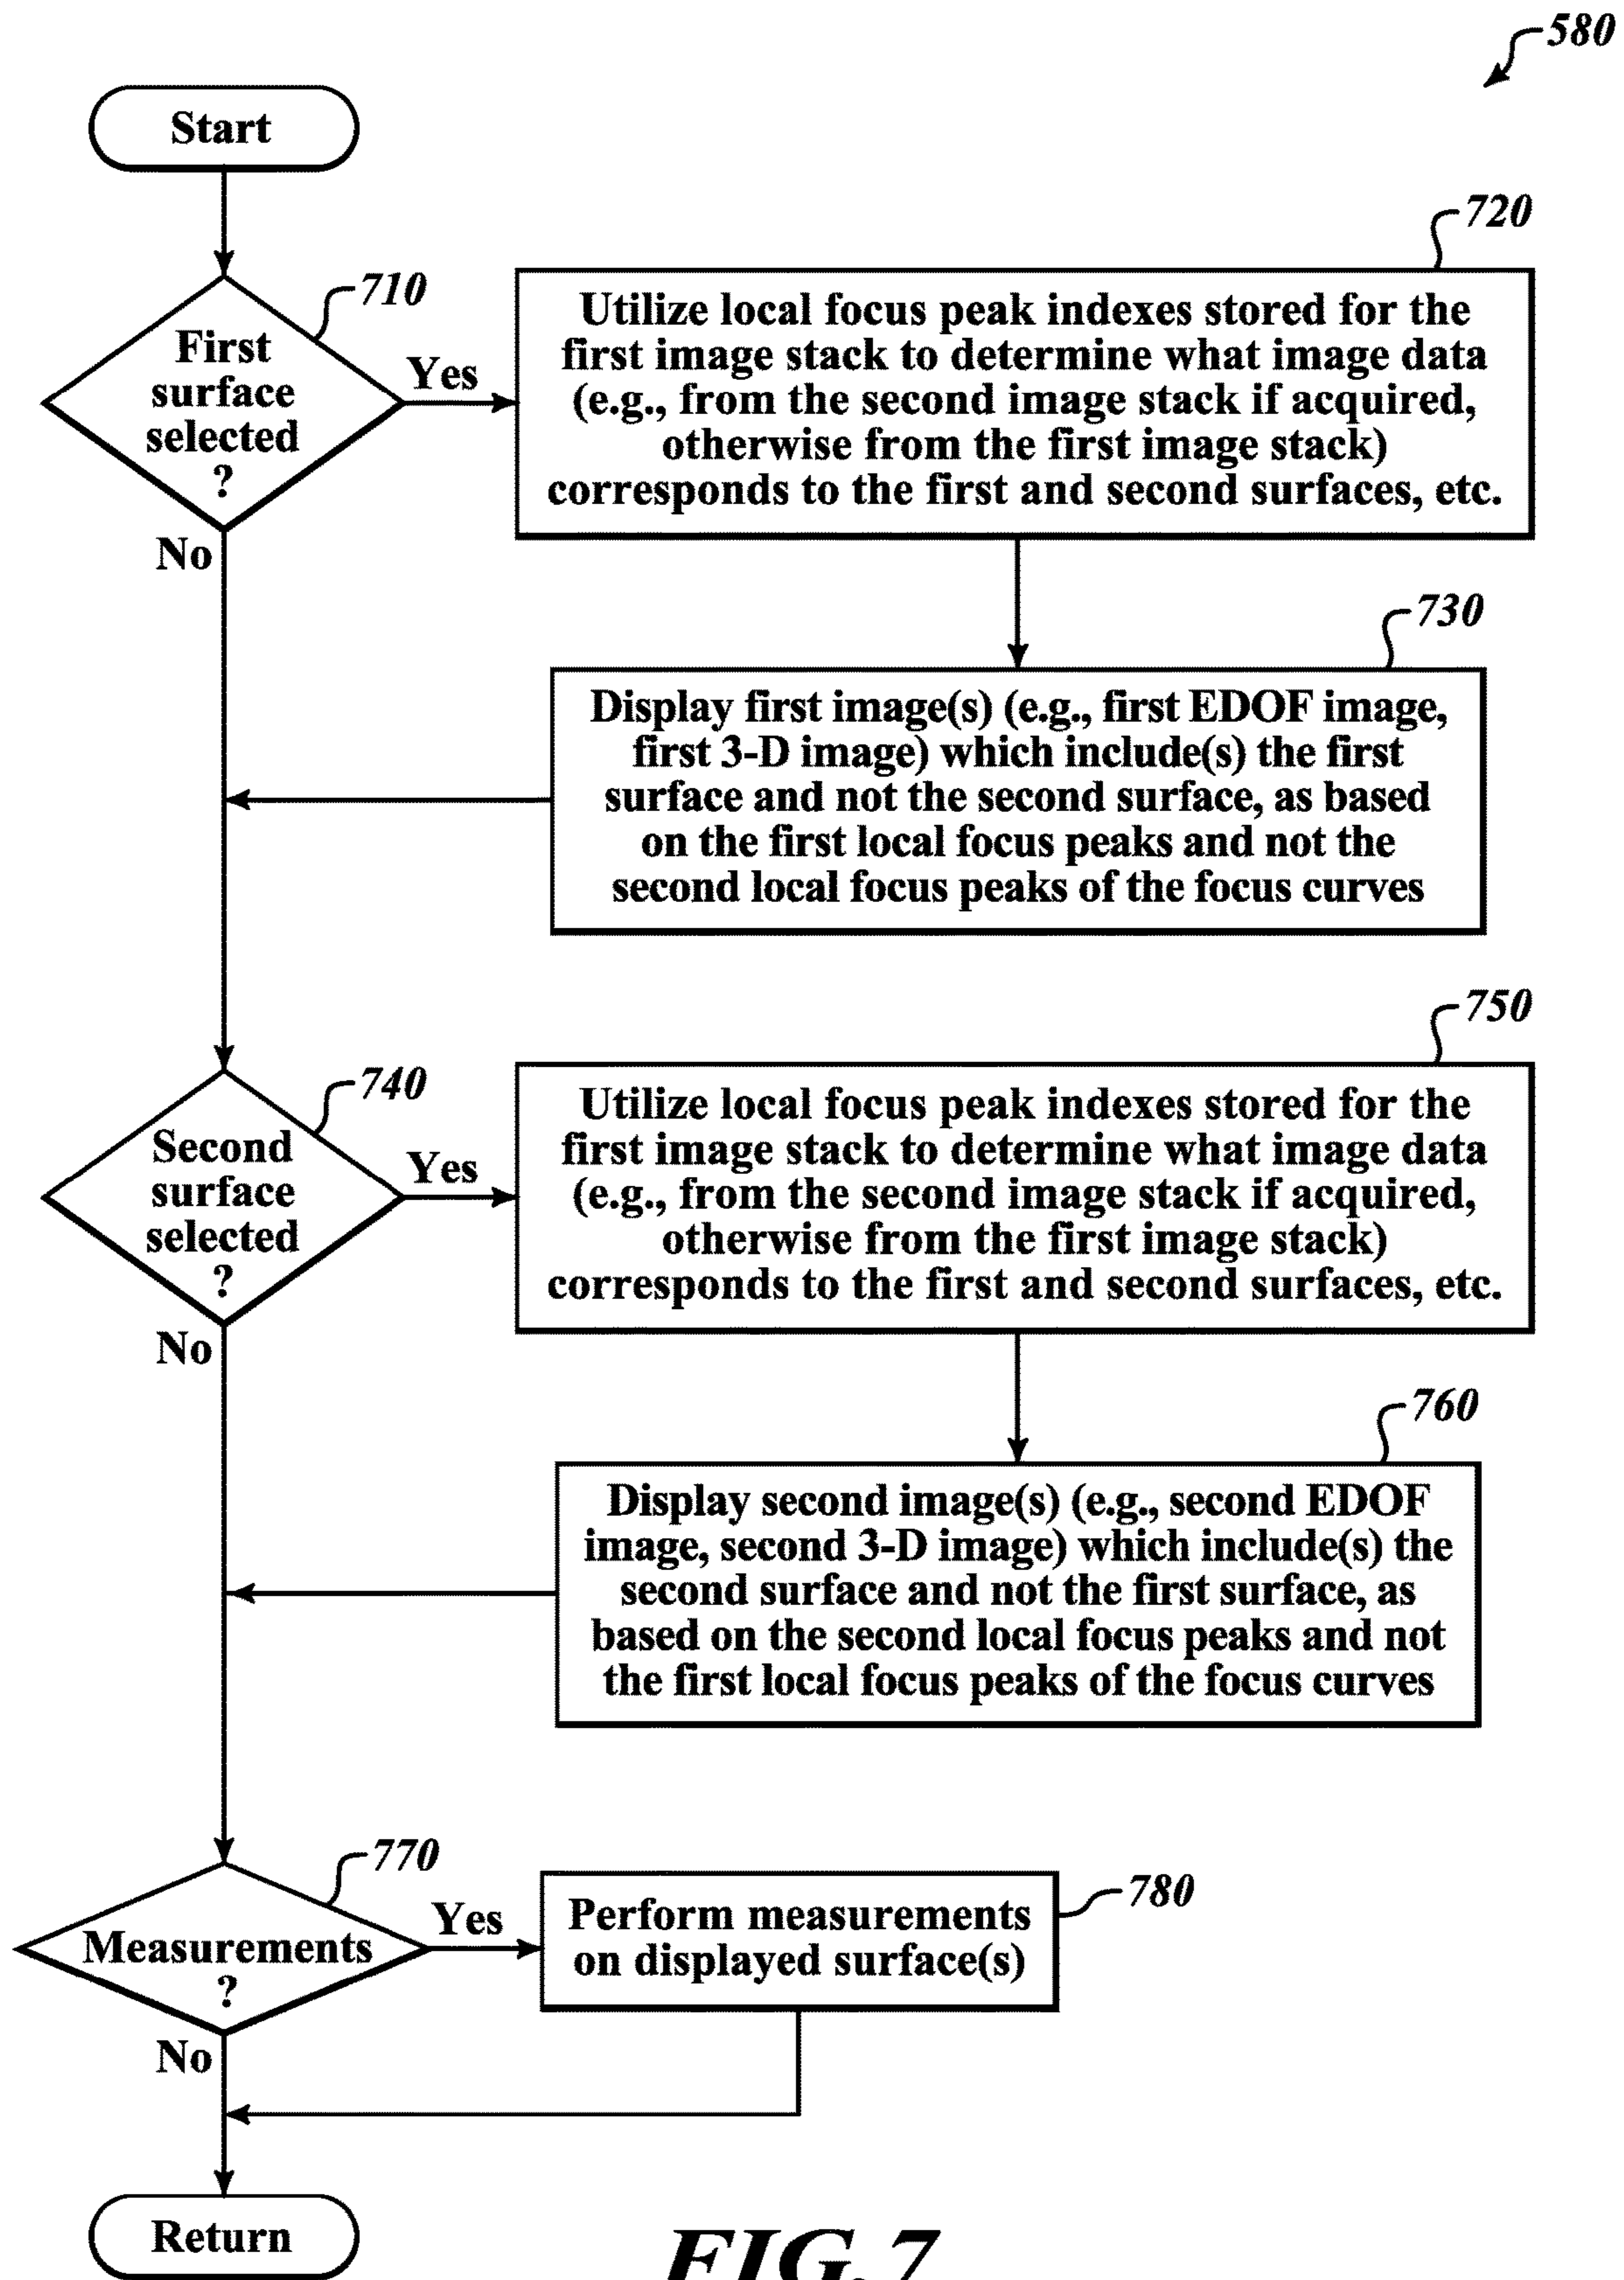 580
Start
710
First
surface
selected
?
Yes
No
720
Utilize local focus peak indexes stored for the
first image stack to determine what image data
(e.g., from the second image stack if acquired,
otherwise from the first image stack)
corresponds to the first and second surfaces, etc.
730
Display first image(s) (e.g., first EDOF image,
first 3-D image) which include(s) the first
surface and not the second surface, as based
on the first local focus peaks and not the
second local focus peaks of the focus curves
740
Second
surface
selected
?
Yes
No
750
Utilize local focus peak indexes stored for the
first image stack to determine what image data
(e.g., from the second image stack if acquired,
otherwise from the first image stack)
corresponds to the first and second surfaces, etc.
760
Display second image(s) (e.g., second EDOF
image, second 3-D image) which include(s) the
second surface and not the first surface, as
based on the second local focus peaks and not
the first local focus peaks of the focus curves
770
Measurements
?
Yes
No
780
Perform measurements
on displayed surface(s)
Return
FIG. 7